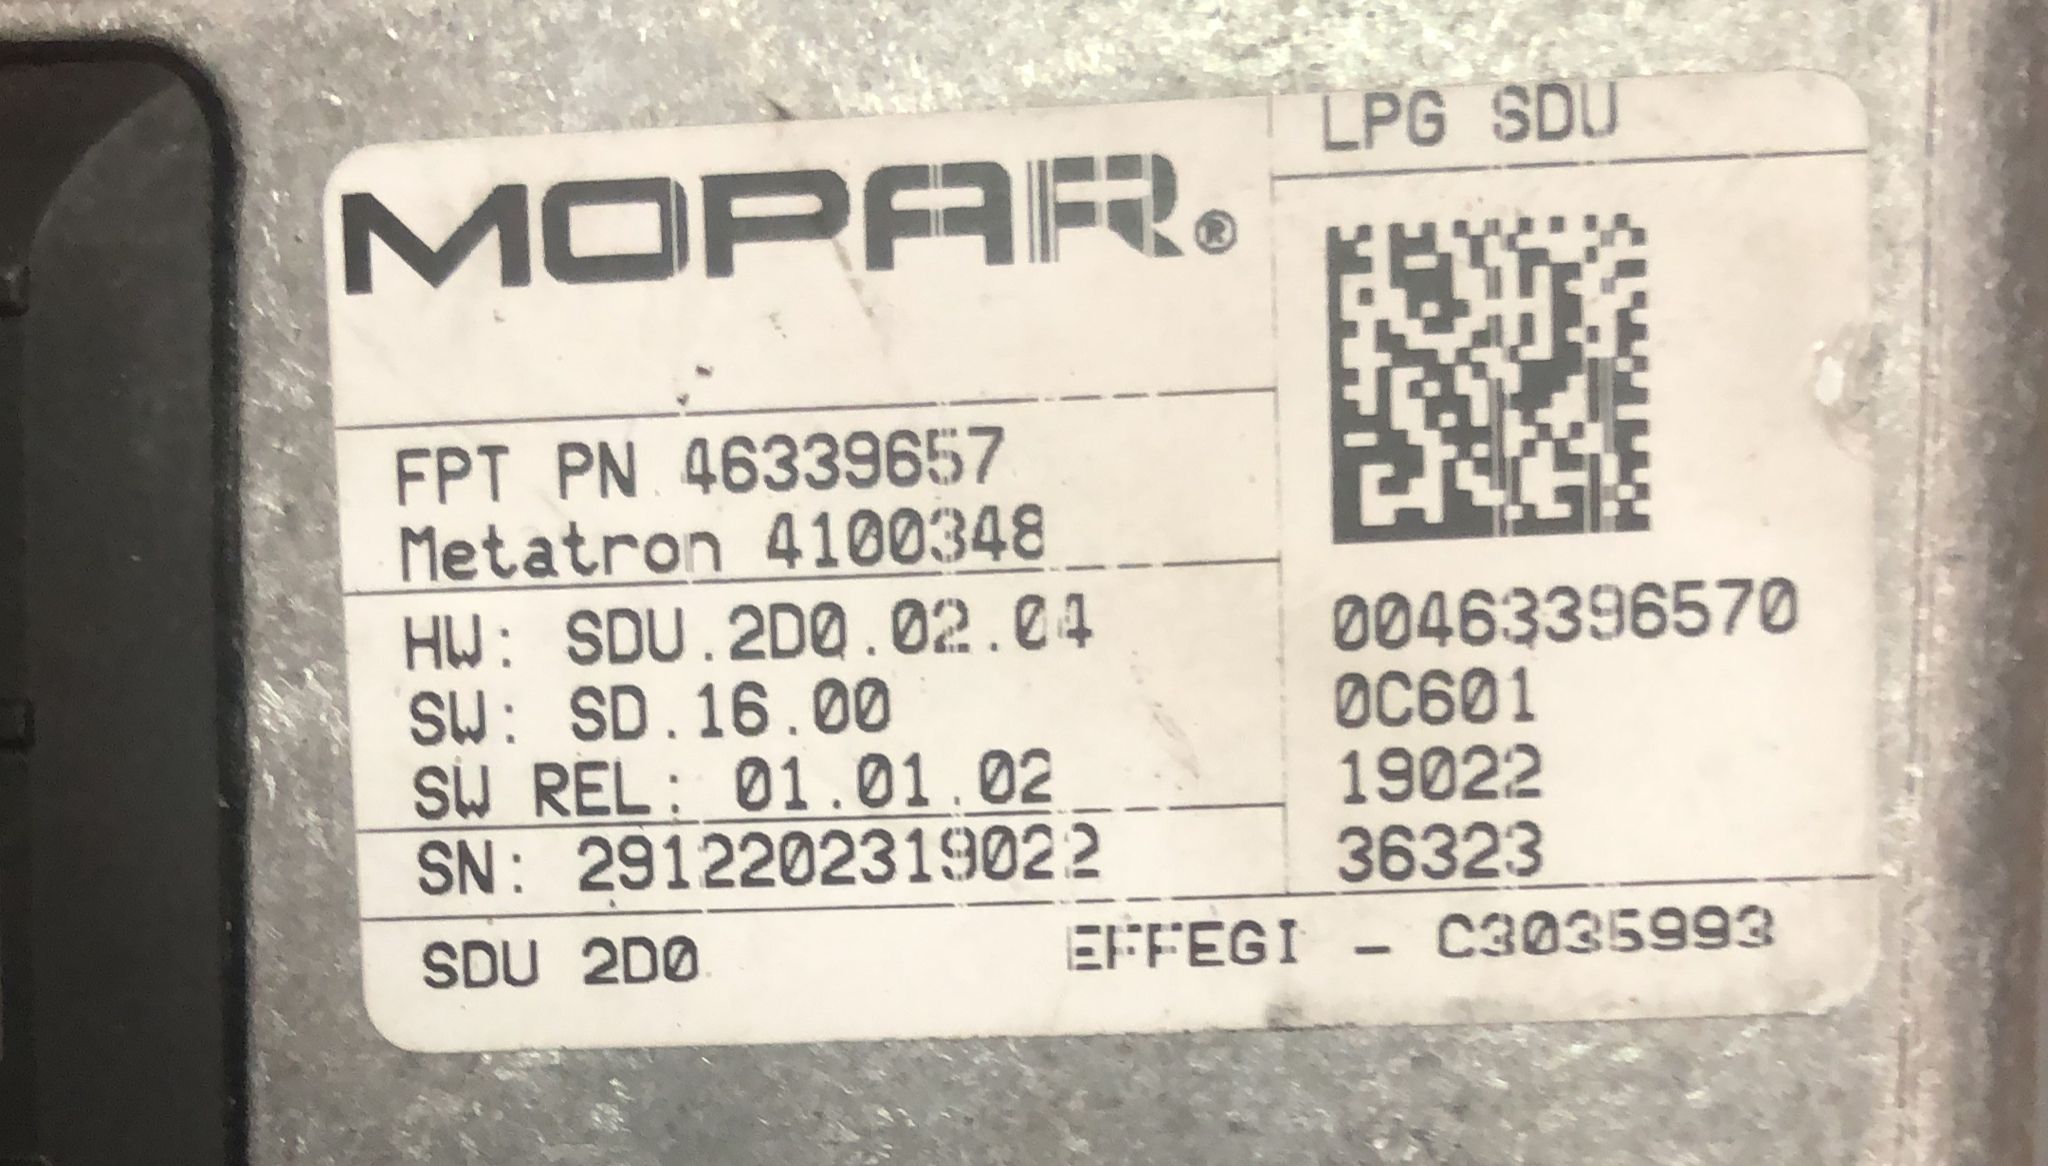 MOPAR®
LPG SDU
FPT PN 46339657
Metatron 4100348
HW: SDU.2D0.02.04
SW: SD.16.00
SW REL: 01.01.02
SN: 2912202319022
00463396570
0C601
19022
36323
SDU 2D0
EFFEGI - C3035993